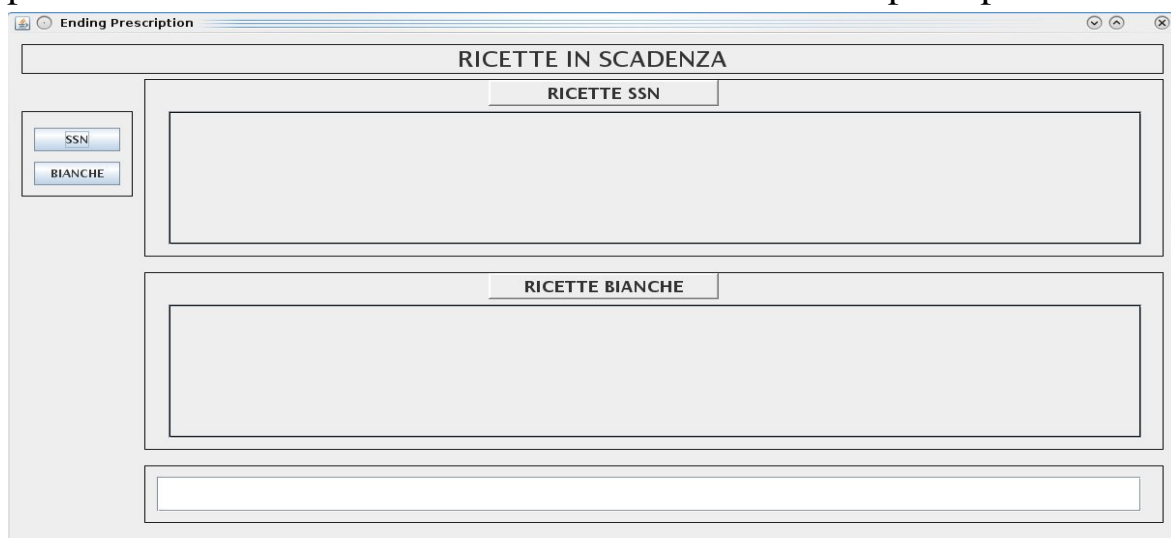 Ending Prescription
RICETTE IN SCADENZA
RICETTE SSN
SSN
BIANCHE
RICETTE BIANCHE